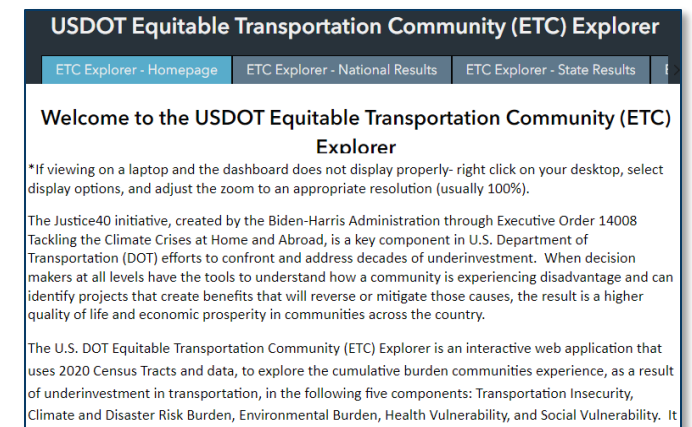 USDOT Equitable Transportation Community (ETC) Explorer
ETC Explorer - Homepage ETC Explorer - National Results ETC Explorer - State Results
Welcome to the USDOT Equitable Transportation Community (ETC)
Explorer
*If viewing on a laptop and the dashboard does not display properly- right click on your desktop, select
display options, and adjust the zoom to an appropriate resolution (usually 100%).
The Justice40 initiative, created by the Biden-Harris Administration through Executive Order 14008
Tackling the Climate Crises at Home and Abroad, is a key component in U.S. Department of
Transportation (DOT) efforts to confront and address decades of underinvestment. When decision
makers at all levels have the tools to understand how a community is experiencing disadvantage and can
identify projects that create benefits that will reverse or mitigate those causes, the result is a higher
quality of life and economic prosperity in communities across the country.
The U.S. DOT Equitable Transportation Community (ETC) Explorer is an interactive web application that
uses 2020 Census Tracts and data, to explore the cumulative burden communities experience, as a result
of underinvestment in transportation, in the following five components: Transportation Insecurity,
Climate and Disaster Risk Burden, Environmental Burden, Health Vulnerability, and Social Vulnerability. It